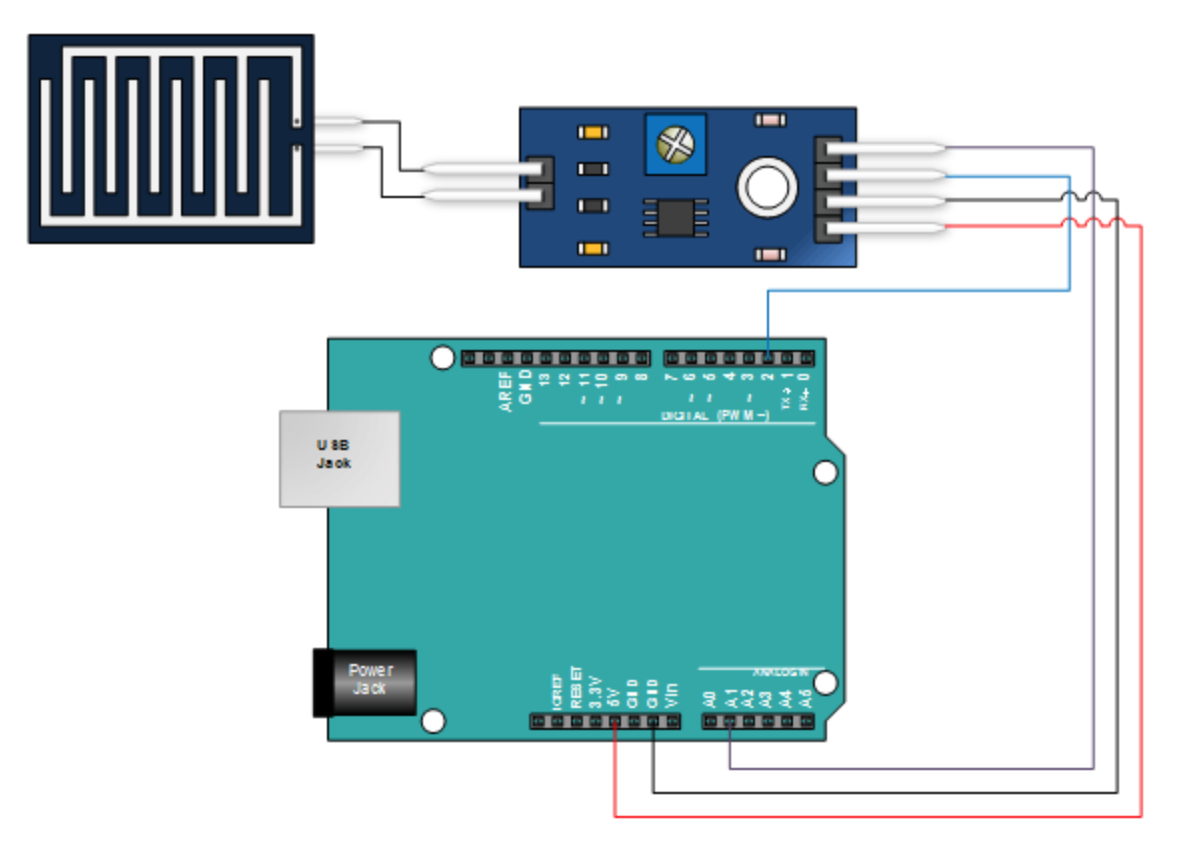 AREF
GND
13
12
~ 11
~ 10
~ 9
8
7
~ 6
~ 5
4
~ 3
2
TX→ 1
RX← 0
DIGITAL (PWM~)
USB
Jack
Power
Jack
IOREF
RESET
3.3V
5V
GND
GND
Vin
ANALOG IN
A0
A1
A2
A3
A4
A5